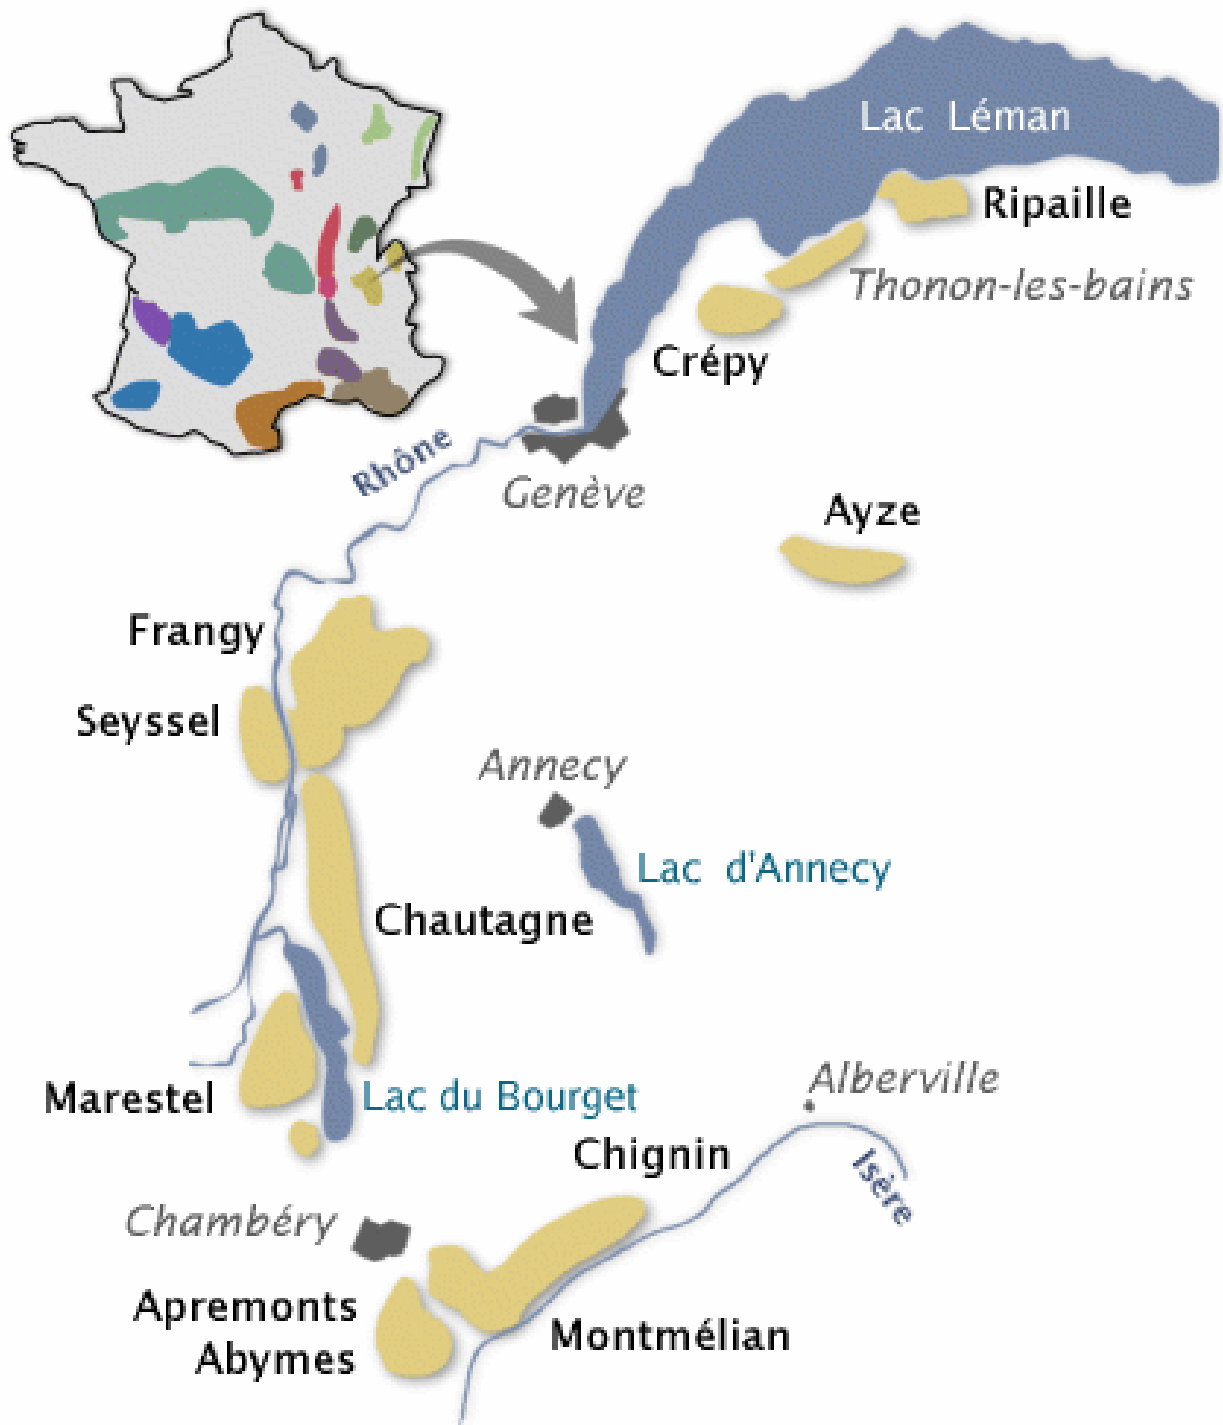 Lac Léman
Ripaille
Thonon-les-bains
Crépy
Rhône
Genève
Ayze
Frangy
Seyssel
Annecy
Lac d'Annecy
Chautagne
Alberville
Marestel
Lac du Bourget
Chignin
Isère
Chambéry
Apremonts
Abymes
Montmélian